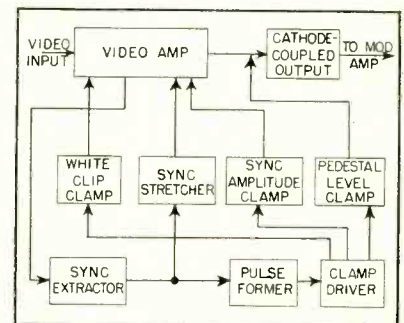 VIDEO
INPUT
VIDEO AMP
CATHODE-
COUPLED
OUTPUT
TO MOD
AMP
WHITE
CLIP
CLAMP
SYNC
STRETCHER
SYNC
AMPLITUDE
CLAMP
PEDESTAL
LEVEL
CLAMP
SYNC
EXTRACTOR
PULSE
FORMER
CLAMP
DRIVER